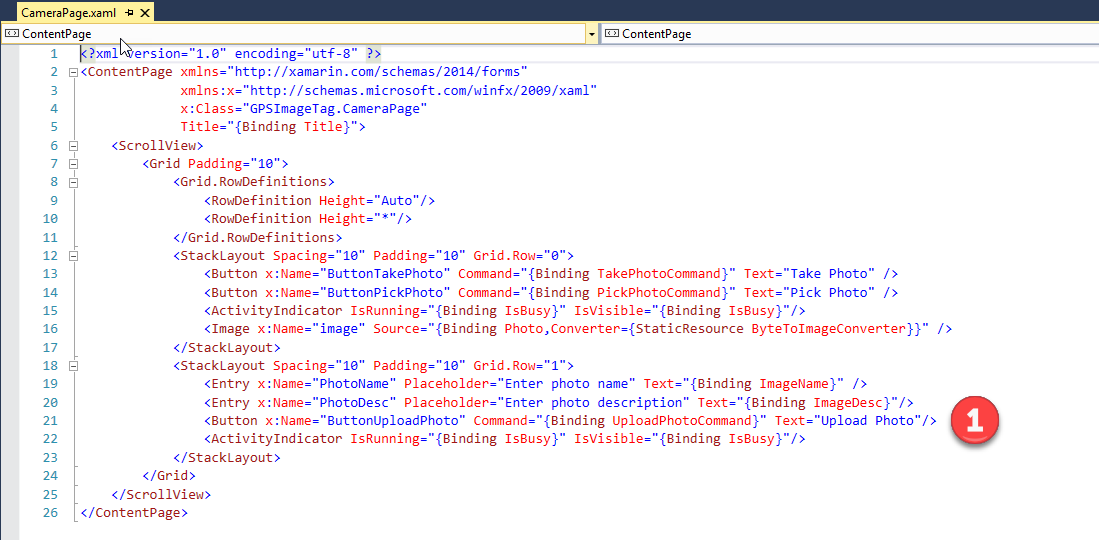 CameraPage.xaml
ContentPage ContentPage
1 <?xml version="1.0" encoding="utf-8" ?>
2 <ContentPage xmlns="http://xamarin.com/schemas/2014/forms"
3 xmlns:x="http://schemas.microsoft.com/winfx/2009/xaml"
4 x:Class="GPSImageTag.CameraPage"
5 Title="{Binding Title}">
6 <ScrollView>
7 <Grid Padding="10">
8 <Grid.RowDefinitions>
9 <RowDefinition Height="Auto"/>
10 <RowDefinition Height="*"/>
11 </Grid.RowDefinitions>
12 <StackLayout Spacing="10" Padding="10" Grid.Row="0">
13 <Button x:Name="ButtonTakePhoto" Command="{Binding TakePhotoCommand}" Text="Take Photo" />
14 <Button x:Name="ButtonPickPhoto" Command="{Binding PickPhotoCommand}" Text="Pick Photo" />
15 <ActivityIndicator IsRunning="{Binding IsBusy}" IsVisible="{Binding IsBusy}"/>
16 <Image x:Name="image" Source="{Binding Photo,Converter={StaticResource ByteToImageConverter}}" />
17 </StackLayout>
18 <StackLayout Spacing="10" Padding="10" Grid.Row="1">
19 <Entry x:Name="PhotoName" Placeholder="Enter photo name" Text="{Binding ImageName}" />
20 <Entry x:Name="PhotoDesc" Placeholder="Enter photo description" Text="{Binding ImageDesc}"/>
21 <Button x:Name="ButtonUploadPhoto" Command="{Binding UploadPhotoCommand}" Text="Upload Photo"/> 1
22 <ActivityIndicator IsRunning="{Binding IsBusy}" IsVisible="{Binding IsBusy}"/>
23 </StackLayout>
24 </Grid>
25 </ScrollView>
26 </ContentPage>